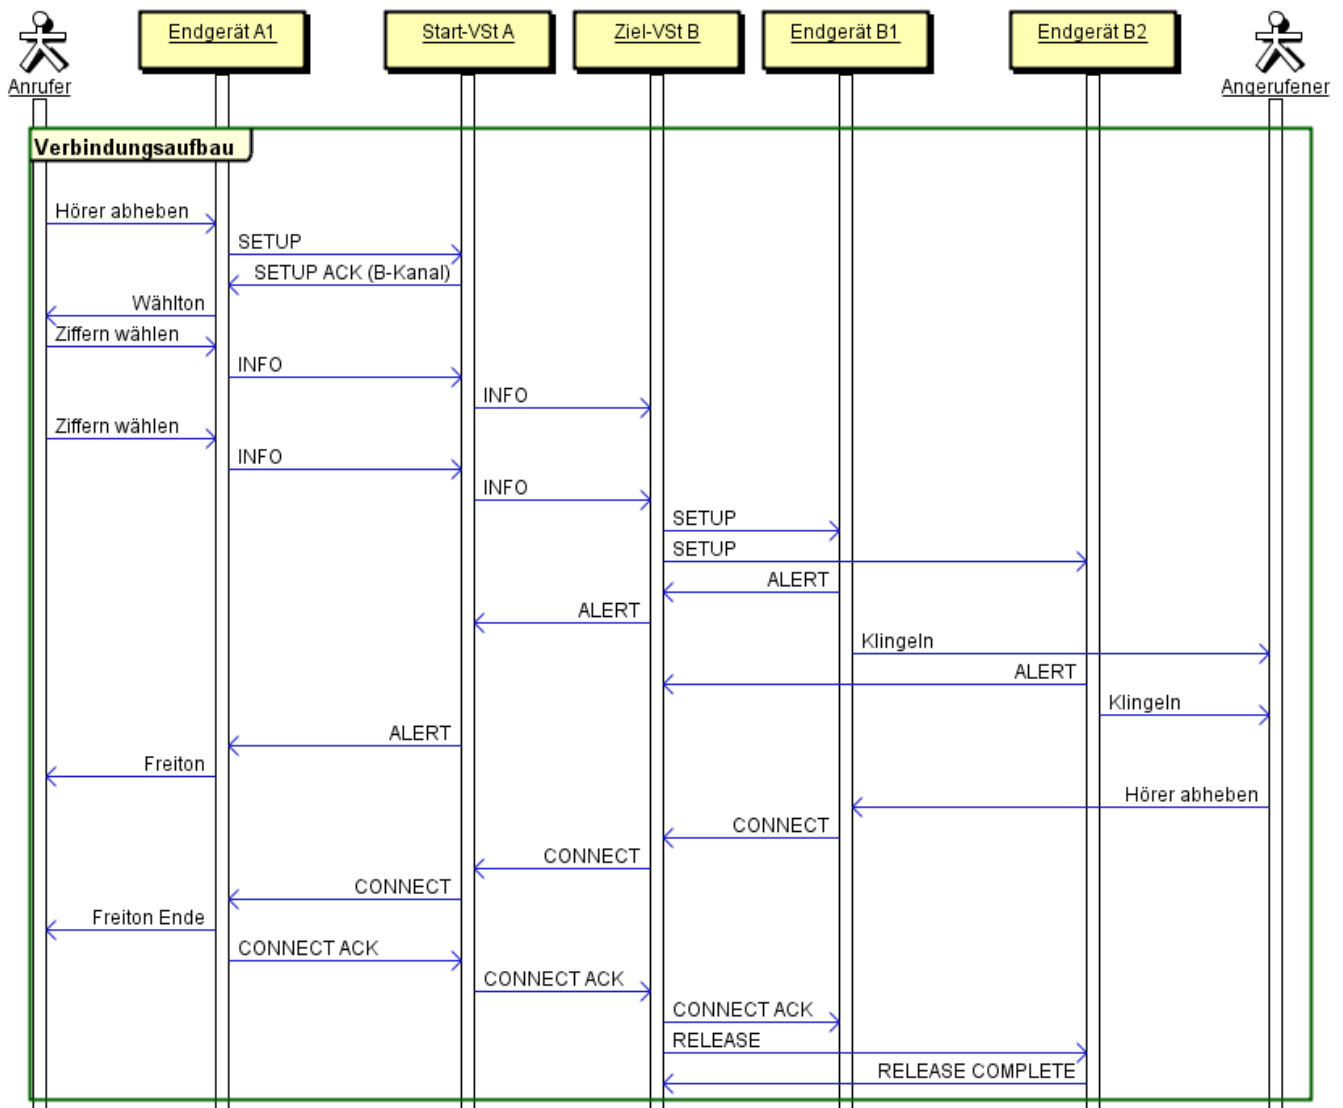 Anrufer
Endgerät A1
Start-VSt A
Ziel-VSt B
Endgerät B1
Endgerät B2
Angerufener
Verbindungsaufbau
Hörer abheben
SETUP
SETUP ACK (B-Kanal)
Wählton
Ziffern wählen
INFO
INFO
Ziffern wählen
INFO
INFO
SETUP
SETUP
ALERT
ALERT
Klingeln
ALERT
Klingeln
ALERT
Freiton
Hörer abheben
CONNECT
CONNECT
CONNECT
Freiton Ende
CONNECT ACK
CONNECT ACK
CONNECT ACK
RELEASE
RELEASE COMPLETE